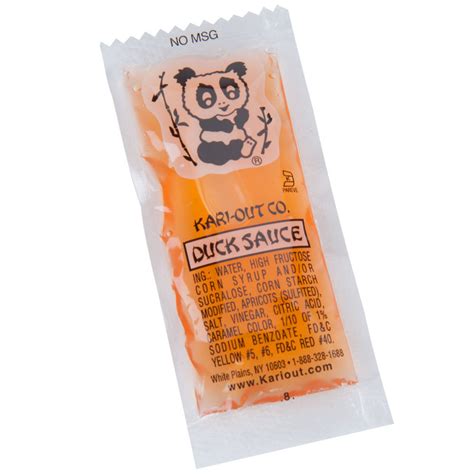 NO MSG
®
PAREVE
KARI-OUT CO.
DUCK SAUCE
ING.: WATER, HIGH FRUCTOSE
CORN SYRUP AND/OR
SUCRALOSE, CORN STARCH
MODIFIED, APRICOTS (SULFITED),
SALT, VINEGAR, CITRIC ACID,
CARAMEL COLOR, 1/10 OF 1%
SODIUM BENZOATE, FD&C
YELLOW #5, #6, FD&C RED #40.
White Plains, NY 10603 • 1-888-328-1688
www.Kariout.com
.8.